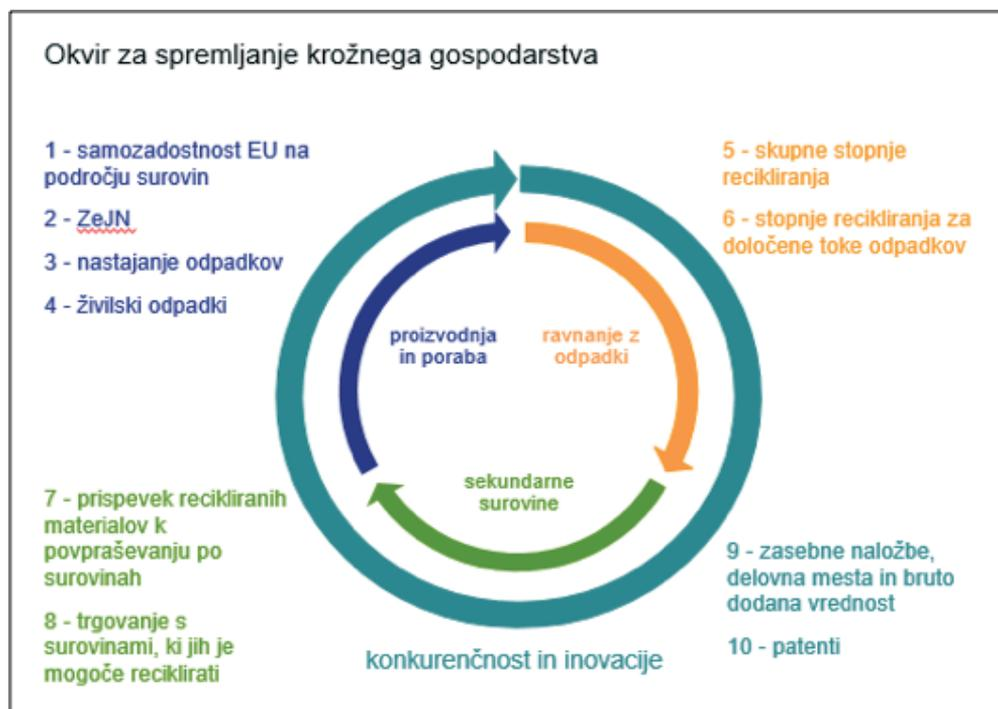 Okvir za spremljanje krožnega gospodarstva
1 - samozadostnost EU na
področju surovin
2 - ZeJN
3 - nastajanje odpadkov
4 - živilski odpadki
5 - skupne stopnje
recikliranja
6 - stopnje recikliranja za
določene toke odpadkov
proizvodnja
in poraba
ravnanje z
odpadki
sekundarne
surovine
7 - prispevek recikliranih
materialov k
povpraševanju po
surovinah
8 - trgovanje s
surovinami, ki jih je
mogoče reciklirati
9 - zasebne naložbe,
delovna mesta in bruto
dodana vrednost
10 - patenti
konkurenčnost in inovacije